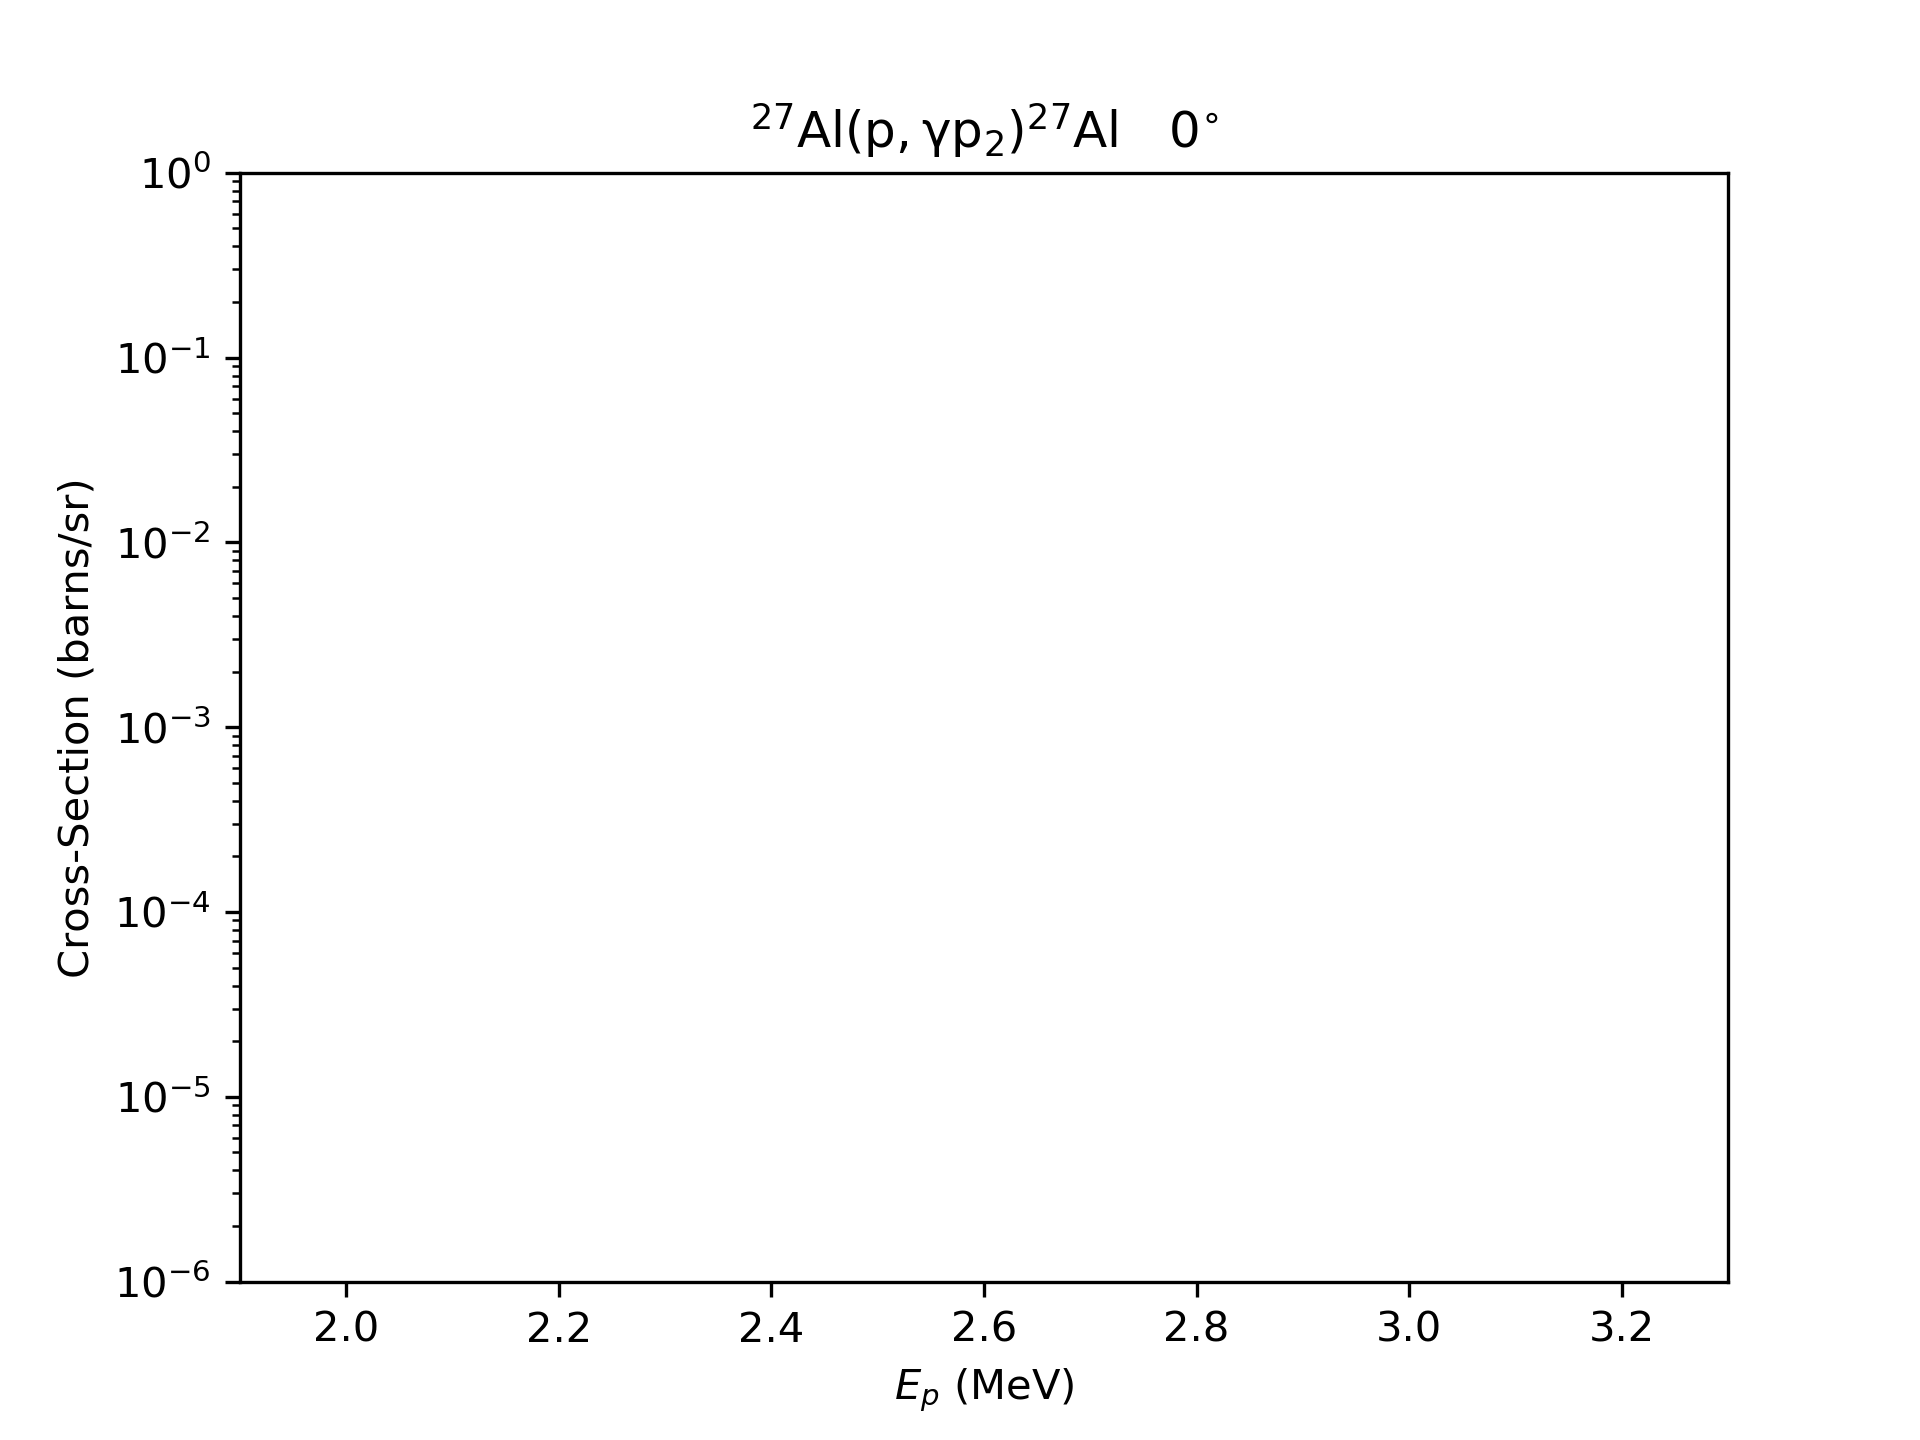 ²⁷Al(p, γp₂)²⁷Al 0°
Cross-Section (barns/sr)
10⁰
10⁻¹
10⁻²
10⁻³
10⁻⁴
10⁻⁵
10⁻⁶
2.0 2.2 2.4 2.6 2.8 3.0 3.2
Eₚ (MeV)